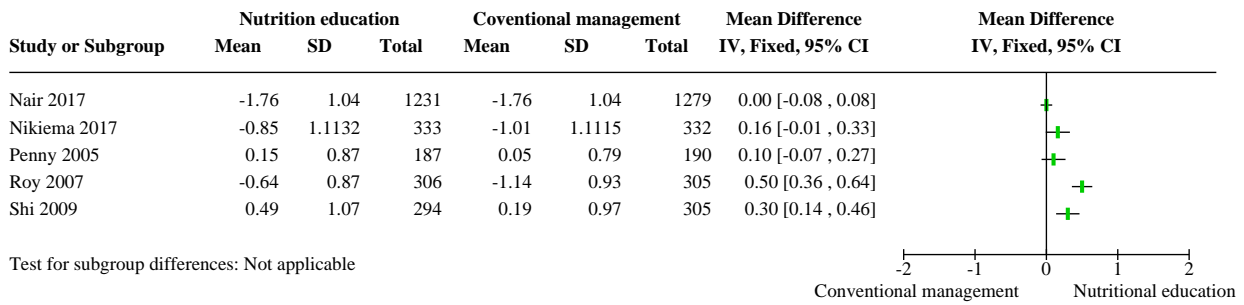 Nutrition education Coventional management Mean Difference Mean Difference
Study or Subgroup Mean SD Total Mean SD Total IV, Fixed, 95% CI IV, Fixed, 95% CI
Nair 2017 -1.76 1.04 1231 -1.76 1.04 1279 0.00 [-0.08 , 0.08]
Nikiema 2017 -0.85 1.1132 333 -1.01 1.1115 332 0.16 [-0.01 , 0.33]
Penny 2005 0.15 0.87 187 0.05 0.79 190 0.10 [-0.07 , 0.27]
Roy 2007 -0.64 0.87 306 -1.14 0.93 305 0.50 [0.36 , 0.64]
Shi 2009 0.49 1.07 294 0.19 0.97 305 0.30 [0.14 , 0.46]
Test for subgroup differences: Not applicable
-2 -1 0 1 2
Conventional management Nutritional education